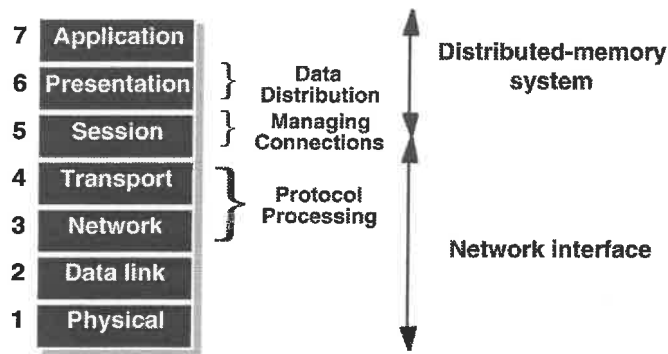 7 Application
6 Presentation
5 Session
4 Transport
3 Network
2 Data link
1 Physical
Data
Distribution
Managing
Connections
Protocol
Processing
Distributed-memory
system
Network interface